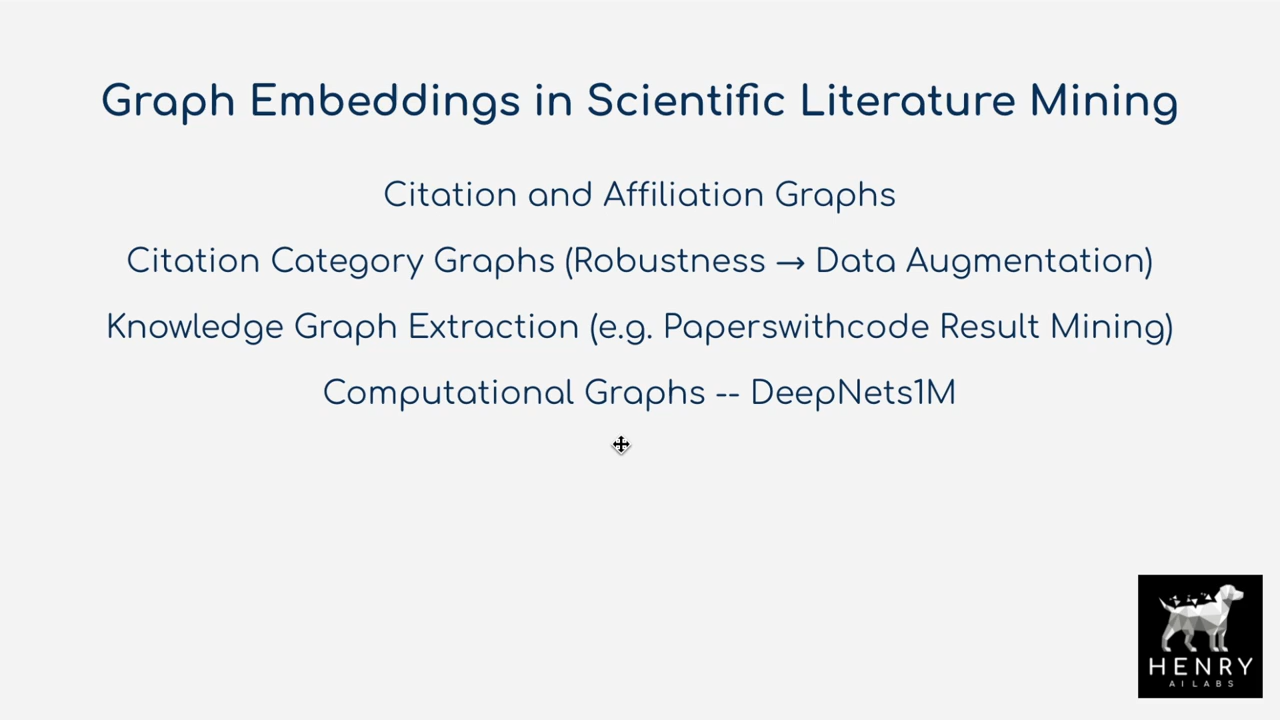 Graph Embeddings in Scientific Literature Mining
Citation and Affiliation Graphs
Citation Category Graphs (Robustness → Data Augmentation)
Knowledge Graph Extraction (e.g. Paperswithcode Result Mining)
Computational Graphs -- DeepNets1M
HENRY
AI LABS